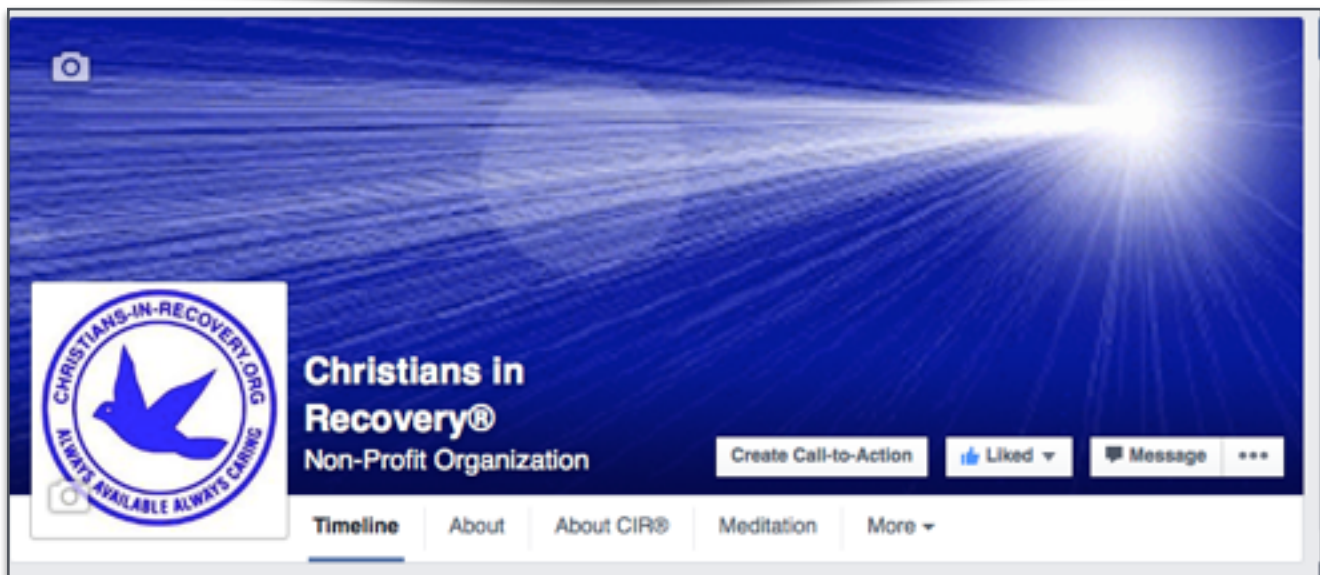 CHRISTIANS-IN-RECOVERY.ORG
ALWAYS AVAILABLE ALWAYS CARING
Christians in
Recovery®
Non-Profit Organization
Create Call-to-Action
Liked
Message
Timeline
About
About CIR®
Meditation
More